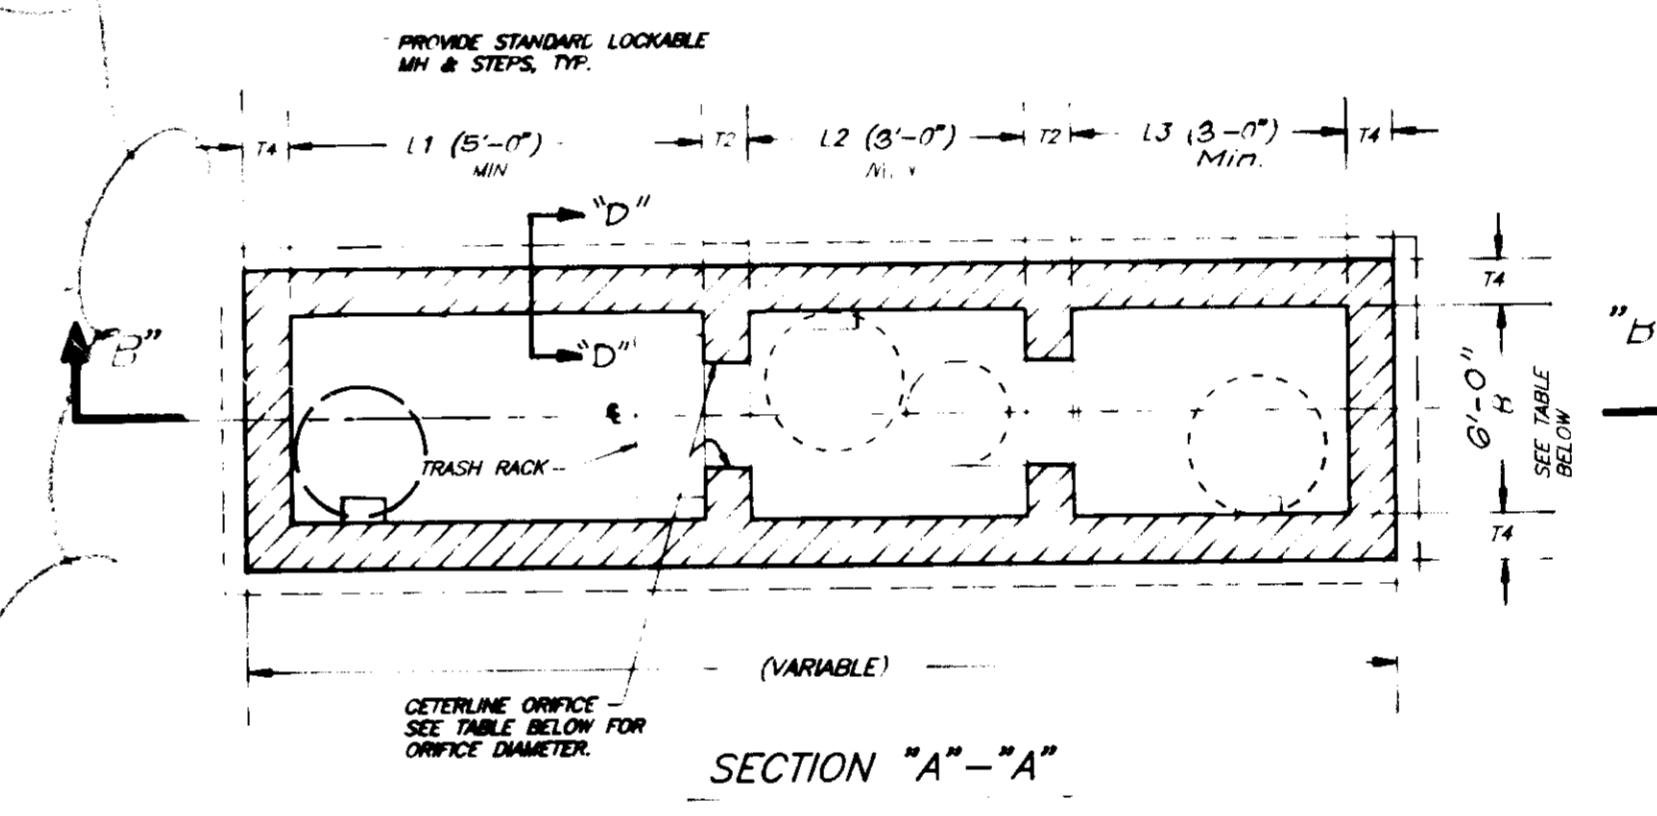 PROVIDE STANDARD LOCKABLE
MH & STEPS, TYP.
T4 L1 (5'-0") T2 L2 (3'-0") T2 L3 (3-0") T4
MIN Min.
"D"
T4
"B" "D" "B
6'-0"
B
SEE TABLE
BELOW
℄
TRASH RACK
T4
(VARIABLE)
CETERLINE ORIFICE
SEE TABLE BELOW FOR
ORIFICE DIAMETER.
SECTION "A"-"A"